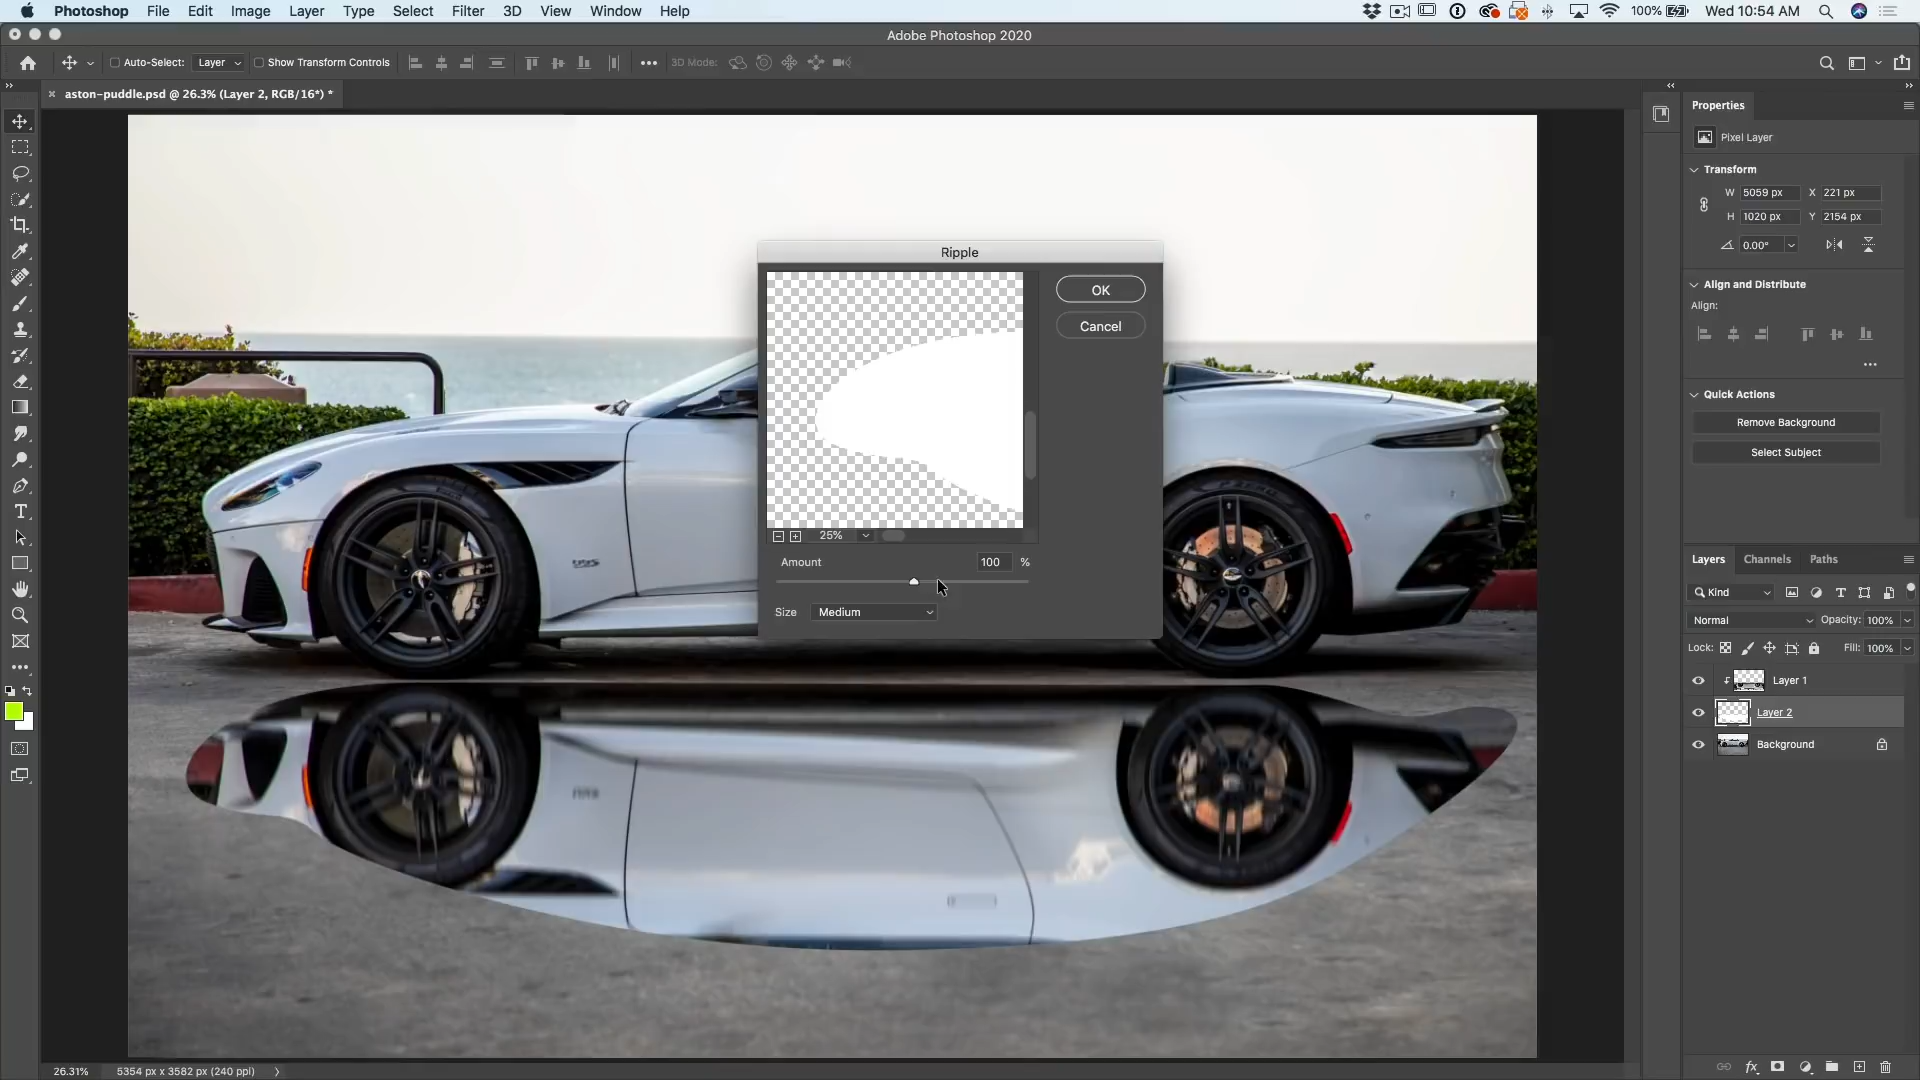 Photoshop File Edit Image Layer Type Select Filter 3D View Window Help
100% Wed 10:54 AM
Adobe Photoshop 2020
Auto-Select: Layer Show Transform Controls 3D Mode:
aston-puddle.psd @ 26.3% (Layer 2, RGB/16*) *
Properties
Pixel Layer
Transform
W 5059 px X 221 px
H 1020 px Y 2154 px
0.00°
Align and Distribute
Align:
Quick Actions
Remove Background
Select Subject
Ripple
OK
Cancel
25%
Amount 100 %
Size Medium
Layers Channels Paths
Kind
Normal Opacity: 100%
Lock: Fill: 100%
Layer 1
Layer 2
Background
26.31% 5354 px x 3582 px (240 ppi)